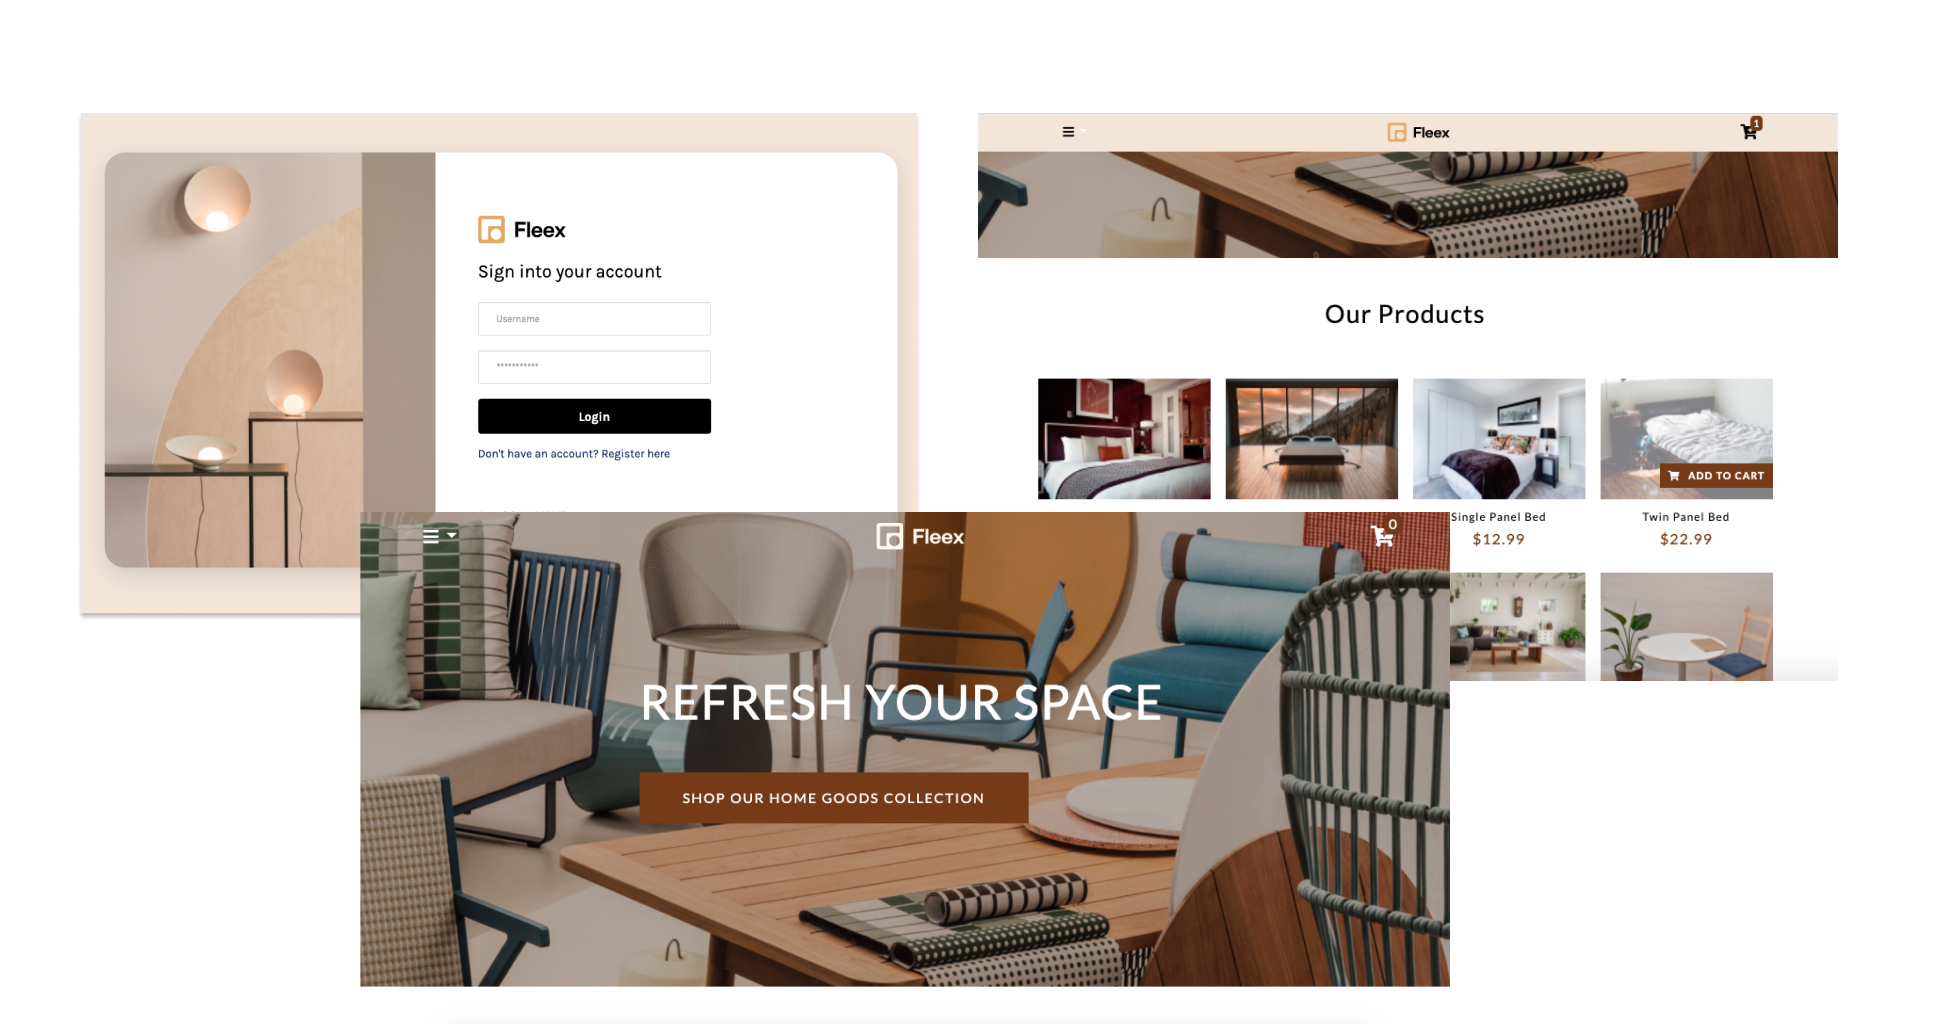 Fleex
Sign into your account
Username
***********
Login
Don't have an account? Register here
Fleex
1
Our Products
ADD TO CART
Single Panel Bed
$12.99
Twin Panel Bed
$22.99
Fleex
0
REFRESH YOUR SPACE
SHOP OUR HOME GOODS COLLECTION